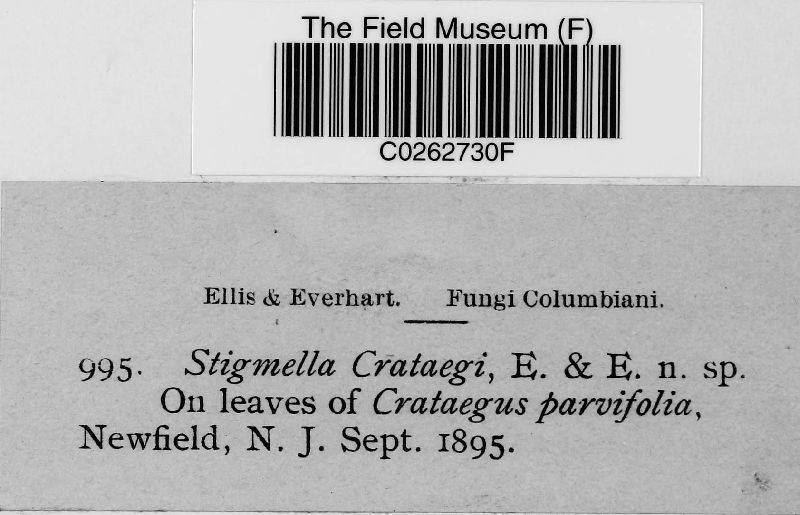 The Field Museum (F)
C0262730F
Ellis & Everhart. Fungi Columbiani.
995. Stigmella Crataegi, E. & E. n. sp.
On leaves of Crataegus parvifolia,
Newfield, N. J. Sept. 1895.